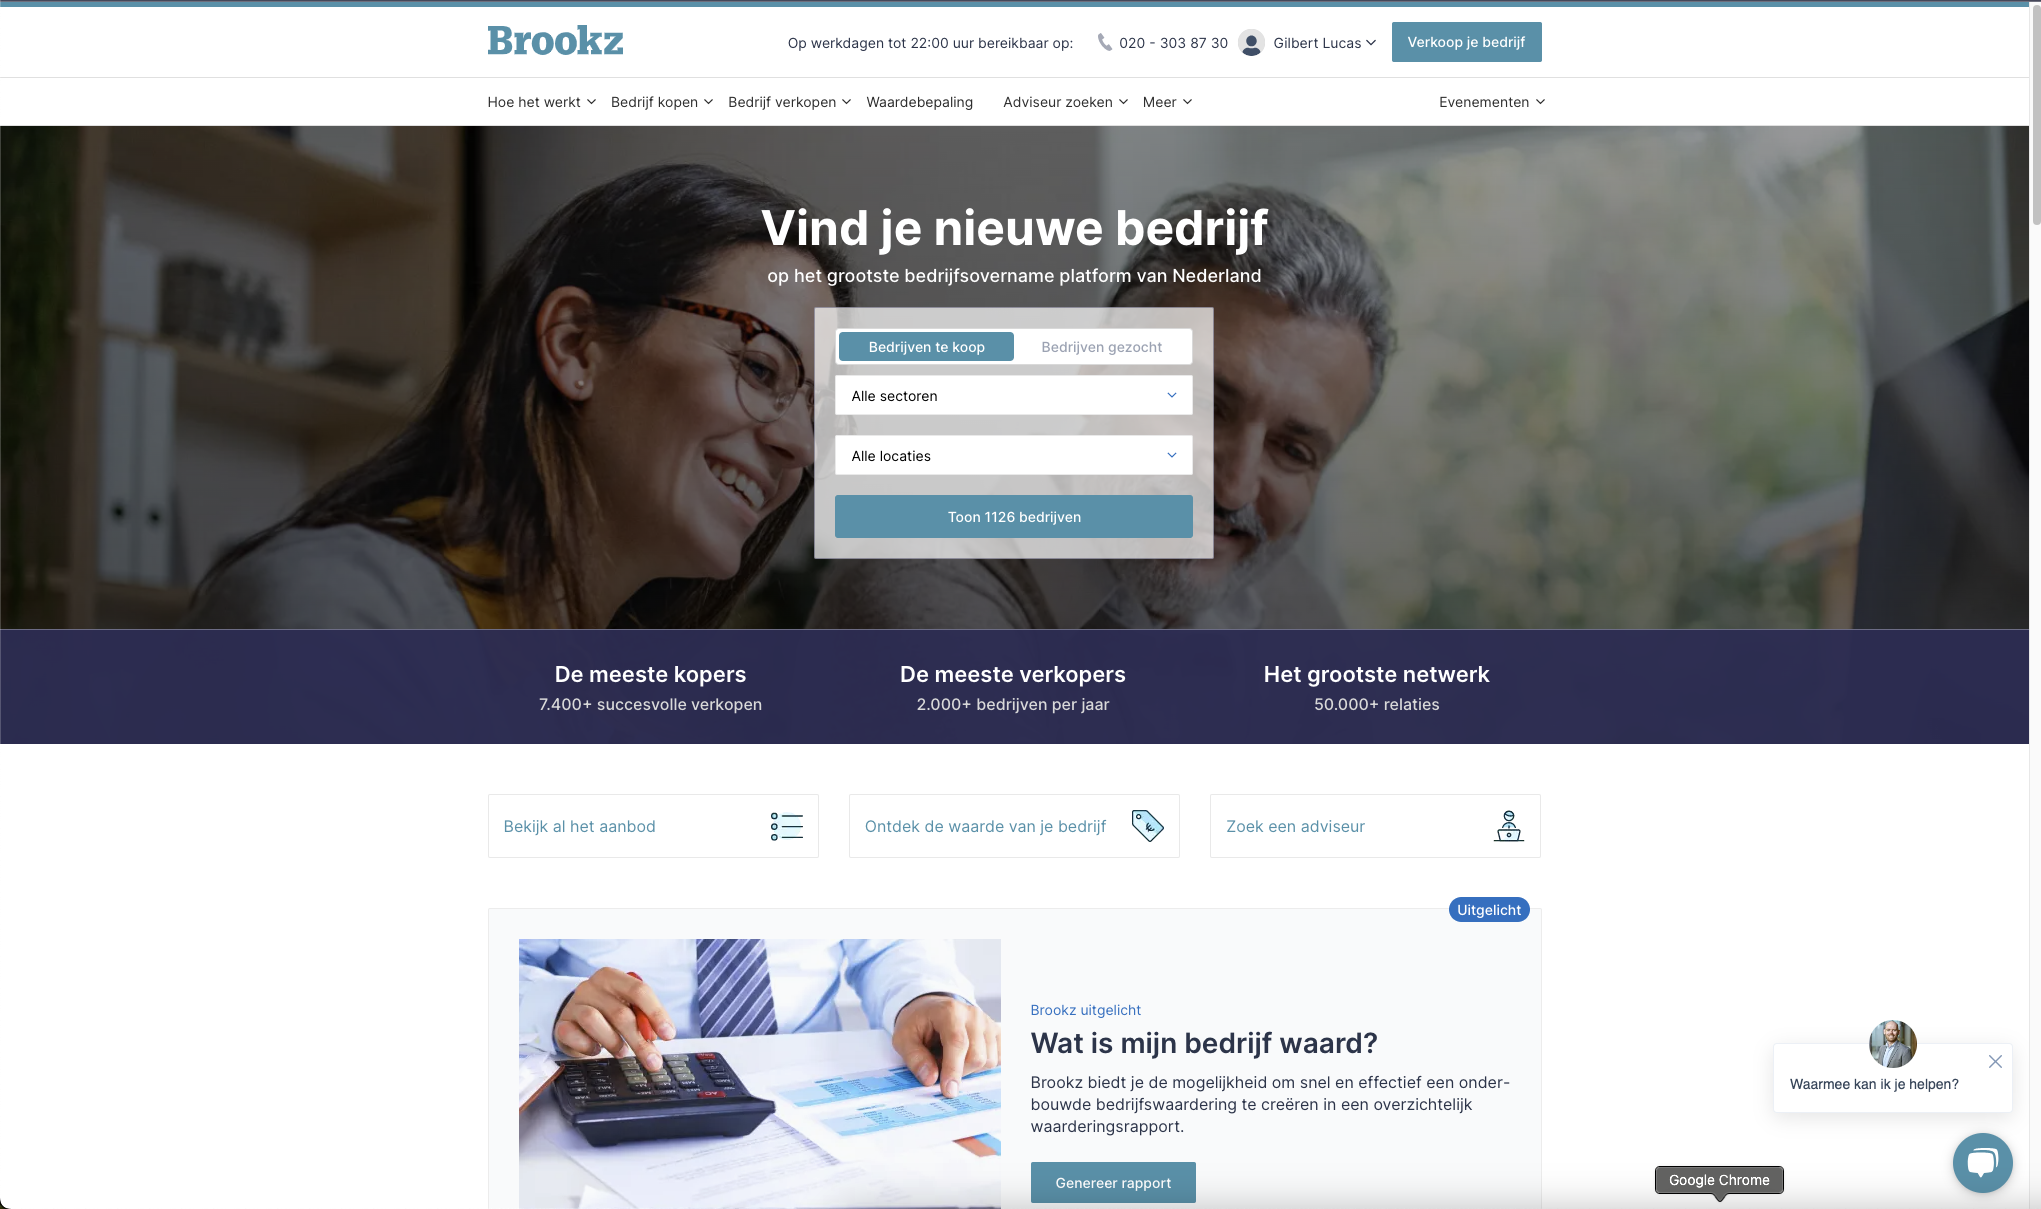 Brookz
Op werkdagen tot 22:00 uur bereikbaar op:
020 - 303 87 30
Gilbert Lucas
Verkoop je bedrijf
Hoe het werkt
Bedrijf kopen
Bedrijf verkopen
Waardebepaling
Adviseur zoeken
Meer
Evenementen
Vind je nieuwe bedrijf
op het grootste bedrijfsovername platform van Nederland
Bedrijven te koop
Bedrijven gezocht
Alle sectoren
Alle locaties
Toon 1126 bedrijven
De meeste kopers
7.400+ succesvolle verkopen
De meeste verkopers
2.000+ bedrijven per jaar
Het grootste netwerk
50.000+ relaties
Bekijk al het aanbod
Ontdek de waarde van je bedrijf
Zoek een adviseur
Uitgelicht
Brookz uitgelicht
Wat is mijn bedrijf waard?
Brookz biedt je de mogelijkheid om snel en effectief een onder-
bouwde bedrijfswaardering te creëren in een overzichtelijk
waarderingsrapport.
Genereer rapport
Waarmee kan ik je helpen?
Google Chrome